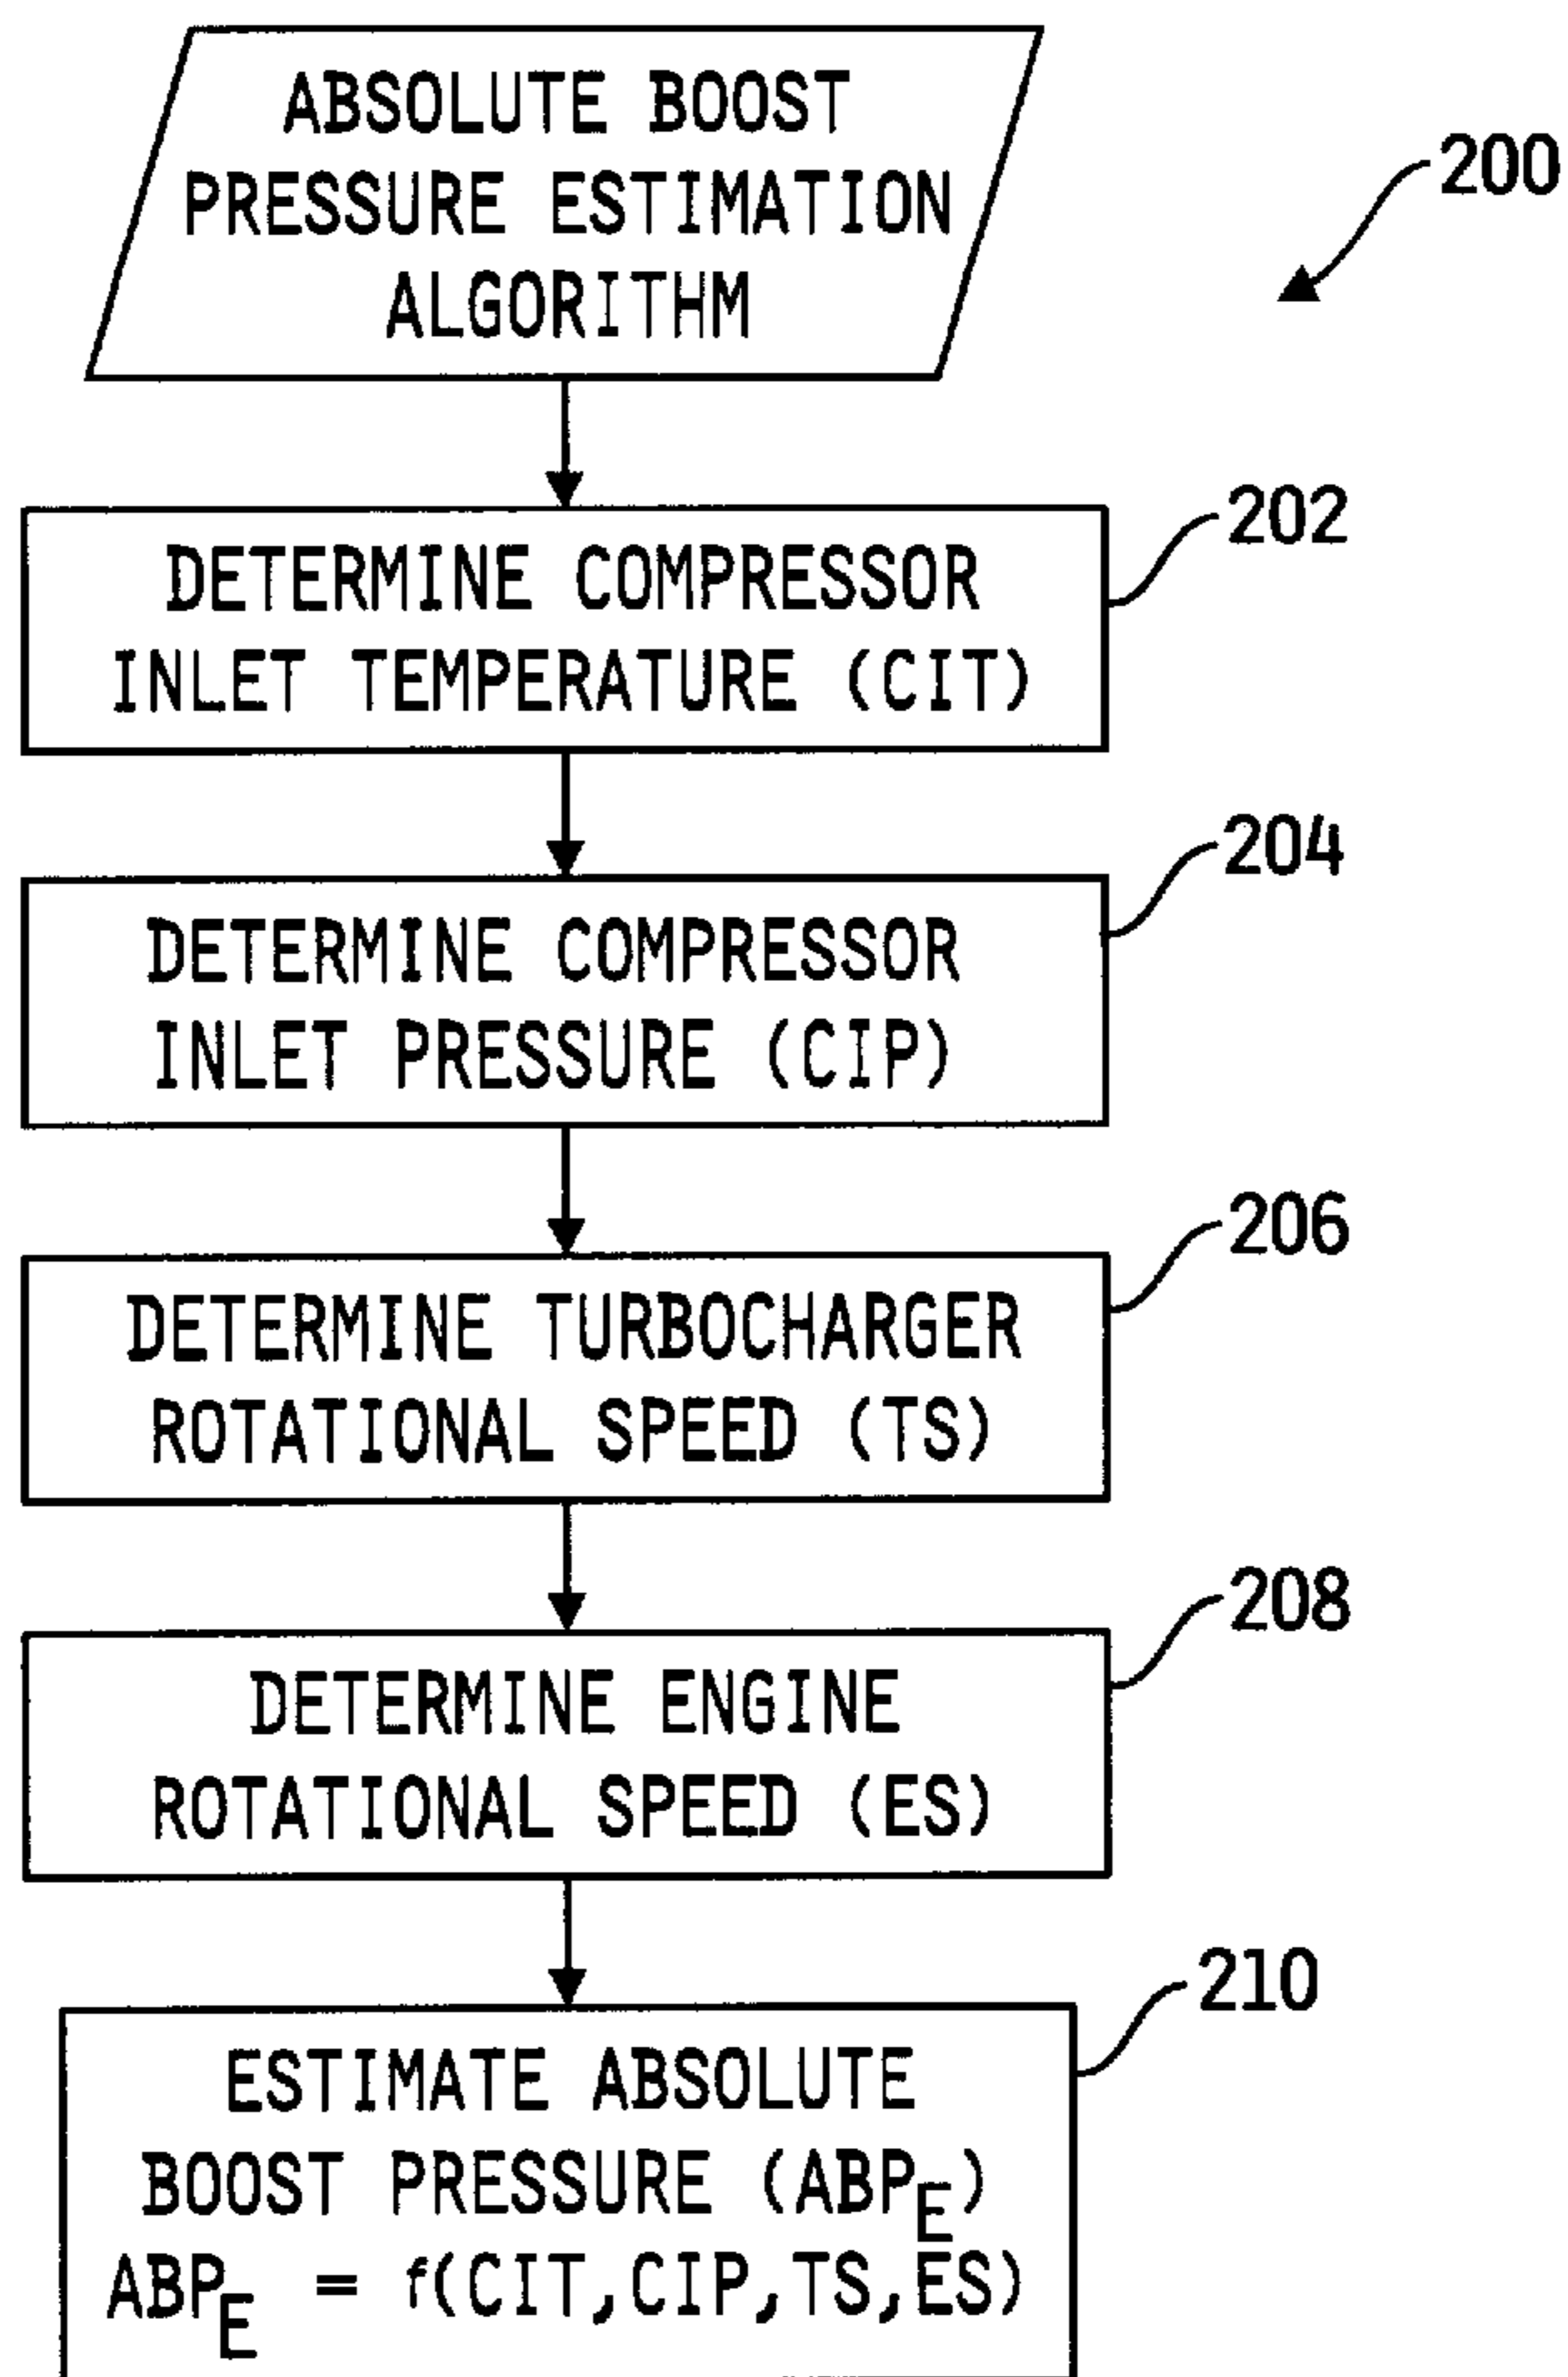 ABSOLUTE BOOST
PRESSURE ESTIMATION
ALGORITHM
200
DETERMINE COMPRESSOR
INLET TEMPERATURE (CIT)
202
DETERMINE COMPRESSOR
INLET PRESSURE (CIP)
204
DETERMINE TURBOCHARGER
ROTATIONAL SPEED (TS)
206
DETERMINE ENGINE
ROTATIONAL SPEED (ES)
208
ESTIMATE ABSOLUTE
BOOST PRESSURE (ABP_E)
ABP_E = f(CIT,CIP,TS,ES)
210